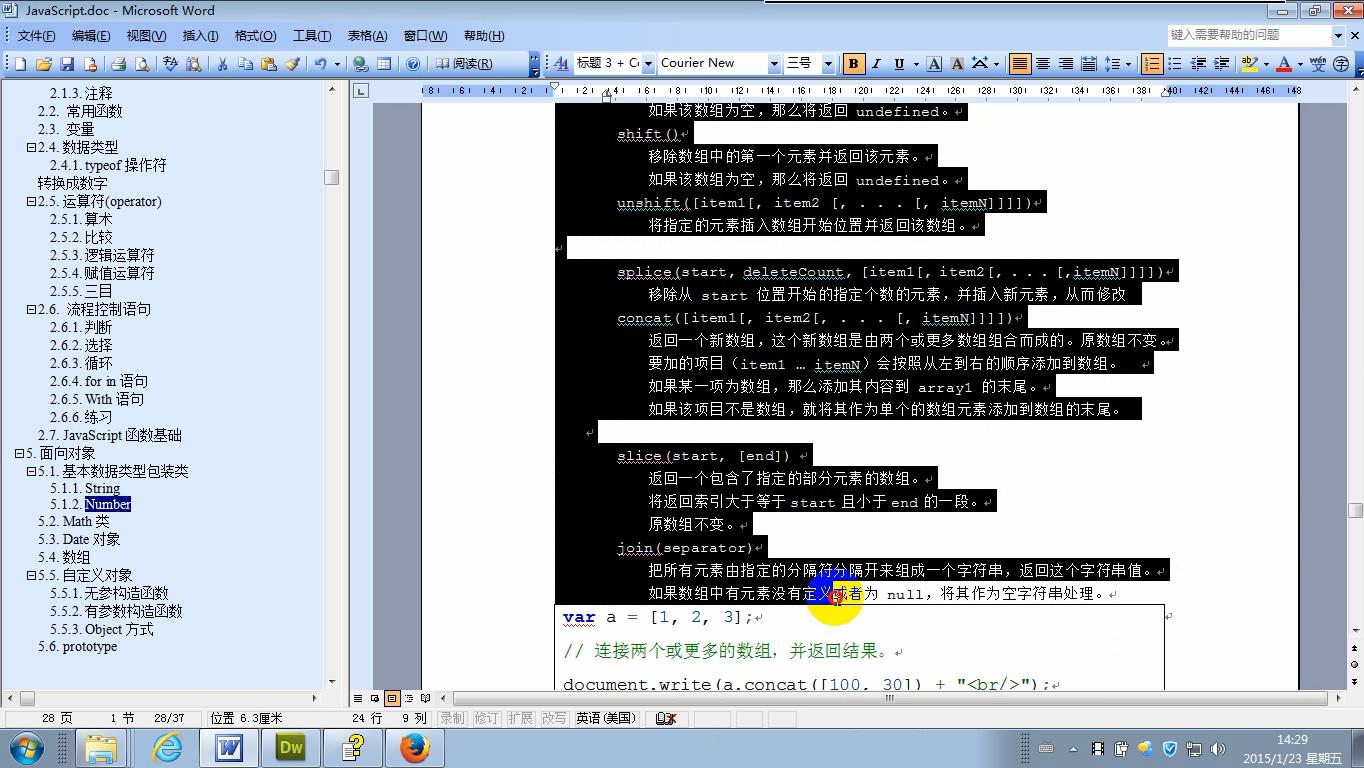 JavaScript.doc - Microsoft Word
文件(F) 编辑(E) 视图(V) 插入(I) 格式(O) 工具(T) 表格(A) 窗口(W) 帮助(H) 键入需要帮助的问题
阅读(R) 标题 3 + Co Courier New 三号 B I U A A A
2.1.3. 注释
2.2. 常用函数
2.3. 变量
2.4. 数据类型
2.4.1. typeof 操作符
转换成数字
2.5. 运算符(operator)
2.5.1. 算术
2.5.2. 比较
2.5.3. 逻辑运算符
2.5.4. 赋值运算符
2.5.5. 三目
2.6. 流程控制语句
2.6.1. 判断
2.6.2. 选择
2.6.3. 循环
2.6.4. for in 语句
2.6.5. With 语句
2.6.6. 练习
2.7. JavaScript 函数基础
5. 面向对象
5.1. 基本数据类型包装类
5.1.1. String
5.1.2. Number
5.2. Math 类
5.3. Date 对象
5.4. 数组
5.5. 自定义对象
5.5.1. 无参构造函数
5.5.2. 有参数构造函数
5.5.3. Object 方式
5.6. prototype
如果该数组为空，那么将返回 undefined。
shift()
移除数组中的第一个元素并返回该元素。
如果该数组为空，那么将返回 undefined。
unshift([item1[, item2 [, . . . [, itemN]]]])
将指定的元素插入数组开始位置并返回该数组。
splice(start, deleteCount, [item1[, item2[, . . . [,itemN]]]])
移除从 start 位置开始的指定个数的元素，并插入新元素，从而修改
concat([item1[, item2[, . . . [, itemN]]]])
返回一个新数组，这个新数组是由两个或更多数组组合而成的。原数组不变。
要加的项目（item1 … itemN）会按照从左到右的顺序添加到数组。
如果某一项为数组，那么添加其内容到 array1 的末尾。
如果该项目不是数组，就将其作为单个的数组元素添加到数组的末尾。
slice(start, [end])
返回一个包含了指定的部分元素的数组。
将返回索引大于等于 start 且小于 end 的一段。
原数组不变。
join(separator)
把所有元素由指定的分隔符分隔开来组成一个字符串，返回这个字符串值。
如果数组中有元素没有定义或者为 null，将其作为空字符串处理。
var a = [1, 2, 3];
// 连接两个或更多的数组，并返回结果。
document.write(a.concat([100, 30]) + "<br/>");
28 页 1 节 28/37 位置 6.3厘米 24 行 9 列 录制 修订 扩展 改写 英语(美国)
14:29
2015/1/23 星期五